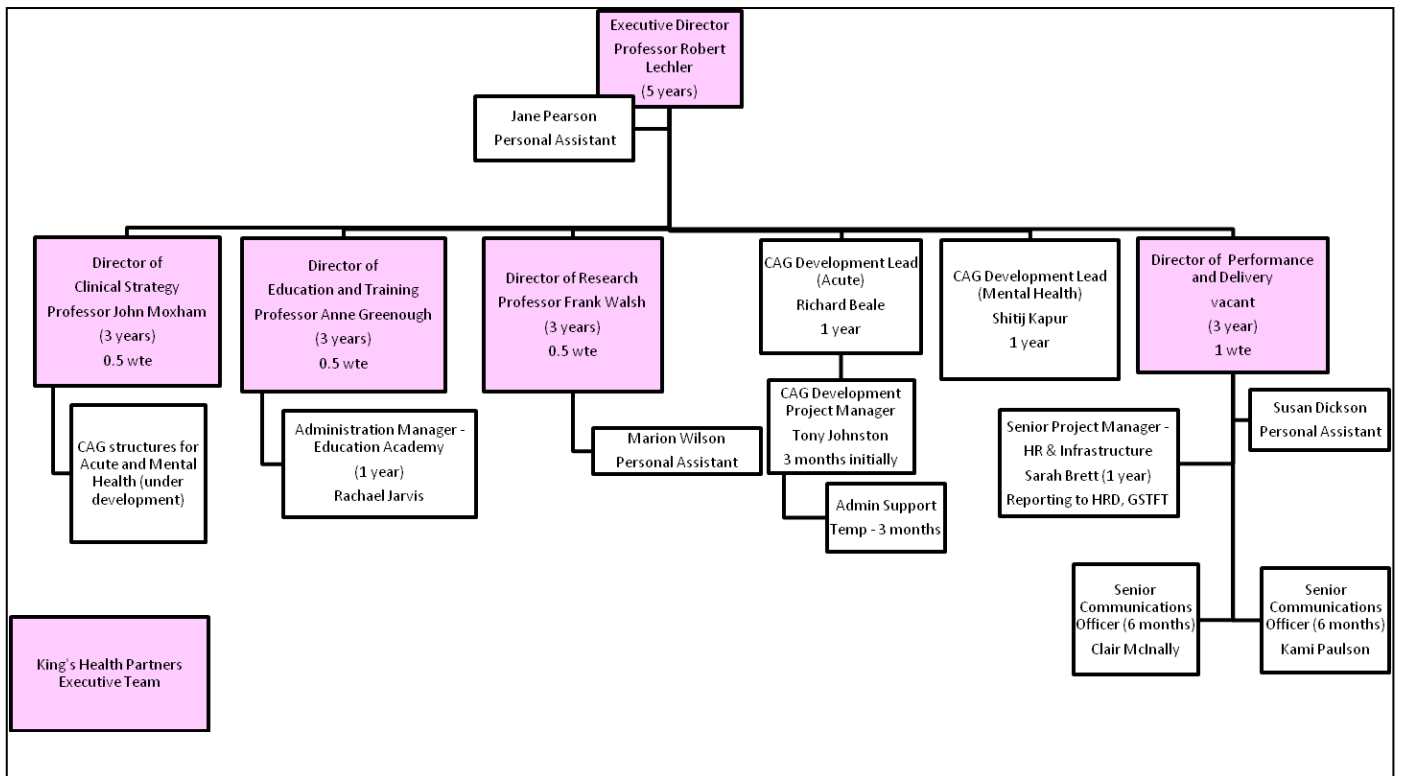 Executive Director
Professor Robert
Lechler
(5 years)
Jane Pearson
Personal Assistant
Director of
Clinical Strategy
Professor John Moxham
(3 years)
0.5 wte
Director of
Education and Training
Professor Anne Greenough
(3 years)
0.5 wte
Director of Research
Professor Frank Walsh
(3 years)
0.5 wte
CAG Development Lead
(Acute)
Richard Beale
1 year
CAG Development Lead
(Mental Health)
Shitij Kapur
1 year
Director of Performance
and Delivery
vacant
(3 year)
1 wte
CAG structures for
Acute and Mental
Health (under
development)
Administration Manager -
Education Academy
(1 year)
Rachael Jarvis
Marion Wilson
Personal Assistant
CAG Development
Project Manager
Tony Johnston
3 months initially
Admin Support
Temp - 3 months
Senior Project Manager -
HR & Infrastructure
Sarah Brett (1 year)
Reporting to HRD, GSTFT
Susan Dickson
Personal Assistant
Senior
Communications
Officer (6 months)
Clair McInally
Senior
Communications
Officer (6 months)
Kami Paulson
King's Health Partners
Executive Team